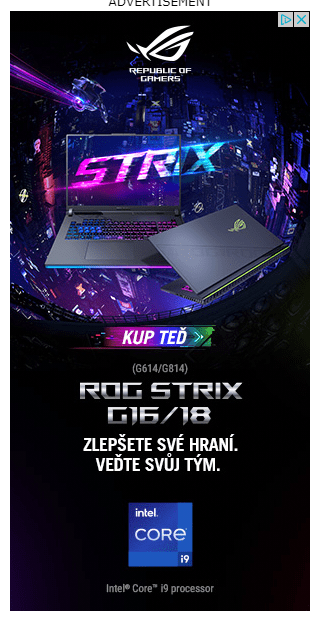 ADVERTISEMENT
REPUBLIC OF
GAMERS
STRIX
KUP TEĎ
(G614/G814)
ROG STRIX
G16/18
ZLEPŠETE SVÉ HRANÍ.
VEĎTE SVŮJ TÝM.
intel.
CORE
i9
Intel® Core™ i9 processor